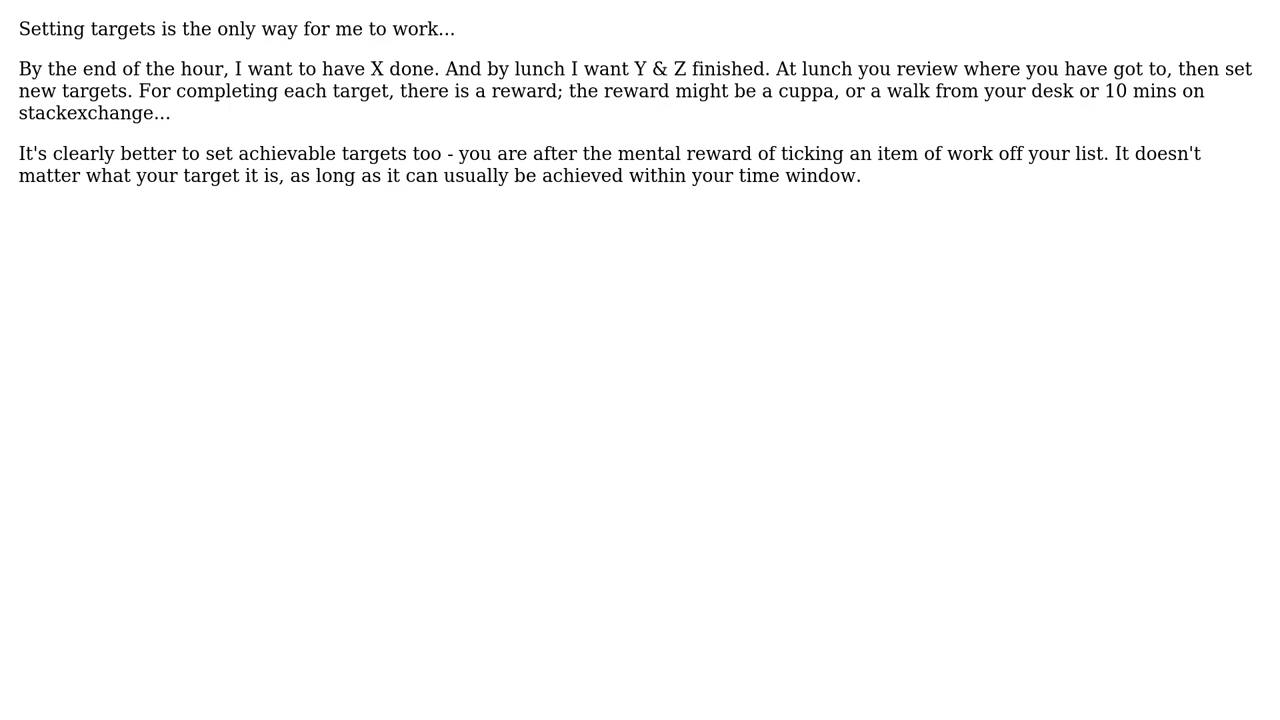 Setting targets is the only way for me to work...
By the end of the hour, I want to have X done. And by lunch I want Y & Z finished. At lunch you review where you have got to, then set
new targets. For completing each target, there is a reward; the reward might be a cuppa, or a walk from your desk or 10 mins on
stackexchange...
It's clearly better to set achievable targets too - you are after the mental reward of ticking an item of work off your list. It doesn't
matter what your target it is, as long as it can usually be achieved within your time window.